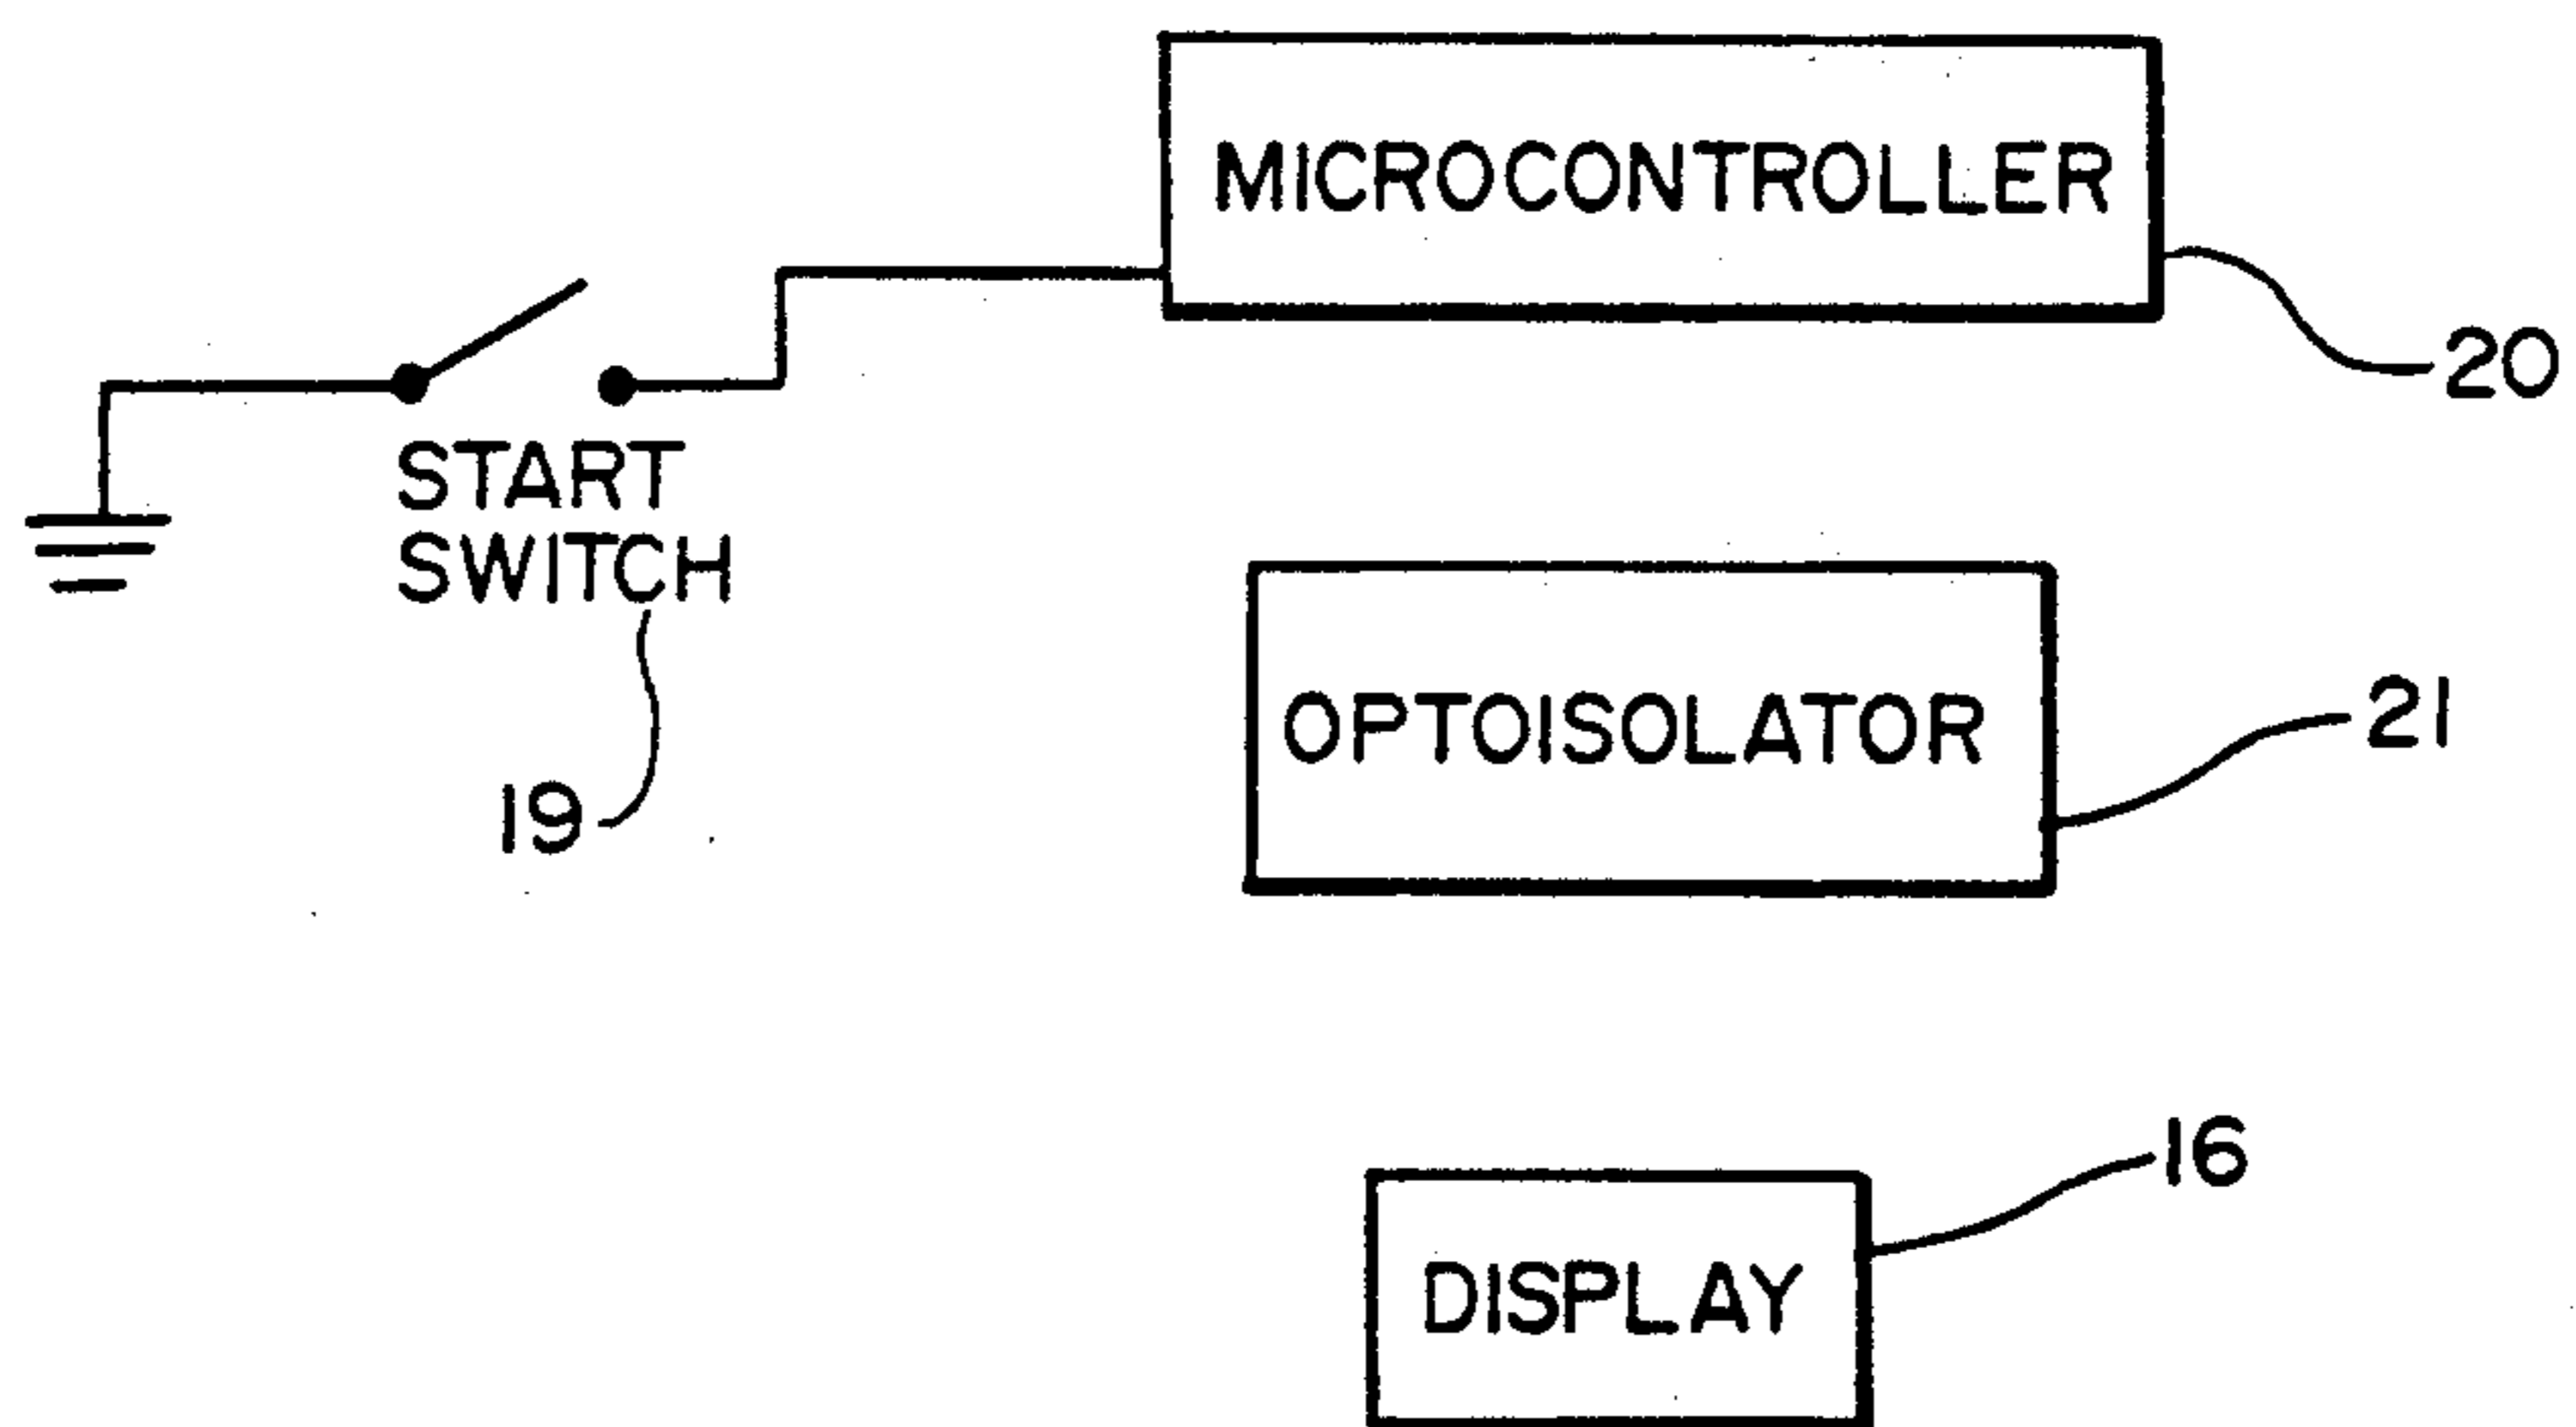 MICROCONTROLLER
20
START
SWITCH
19
OPTOISOLATOR
21
16
DISPLAY